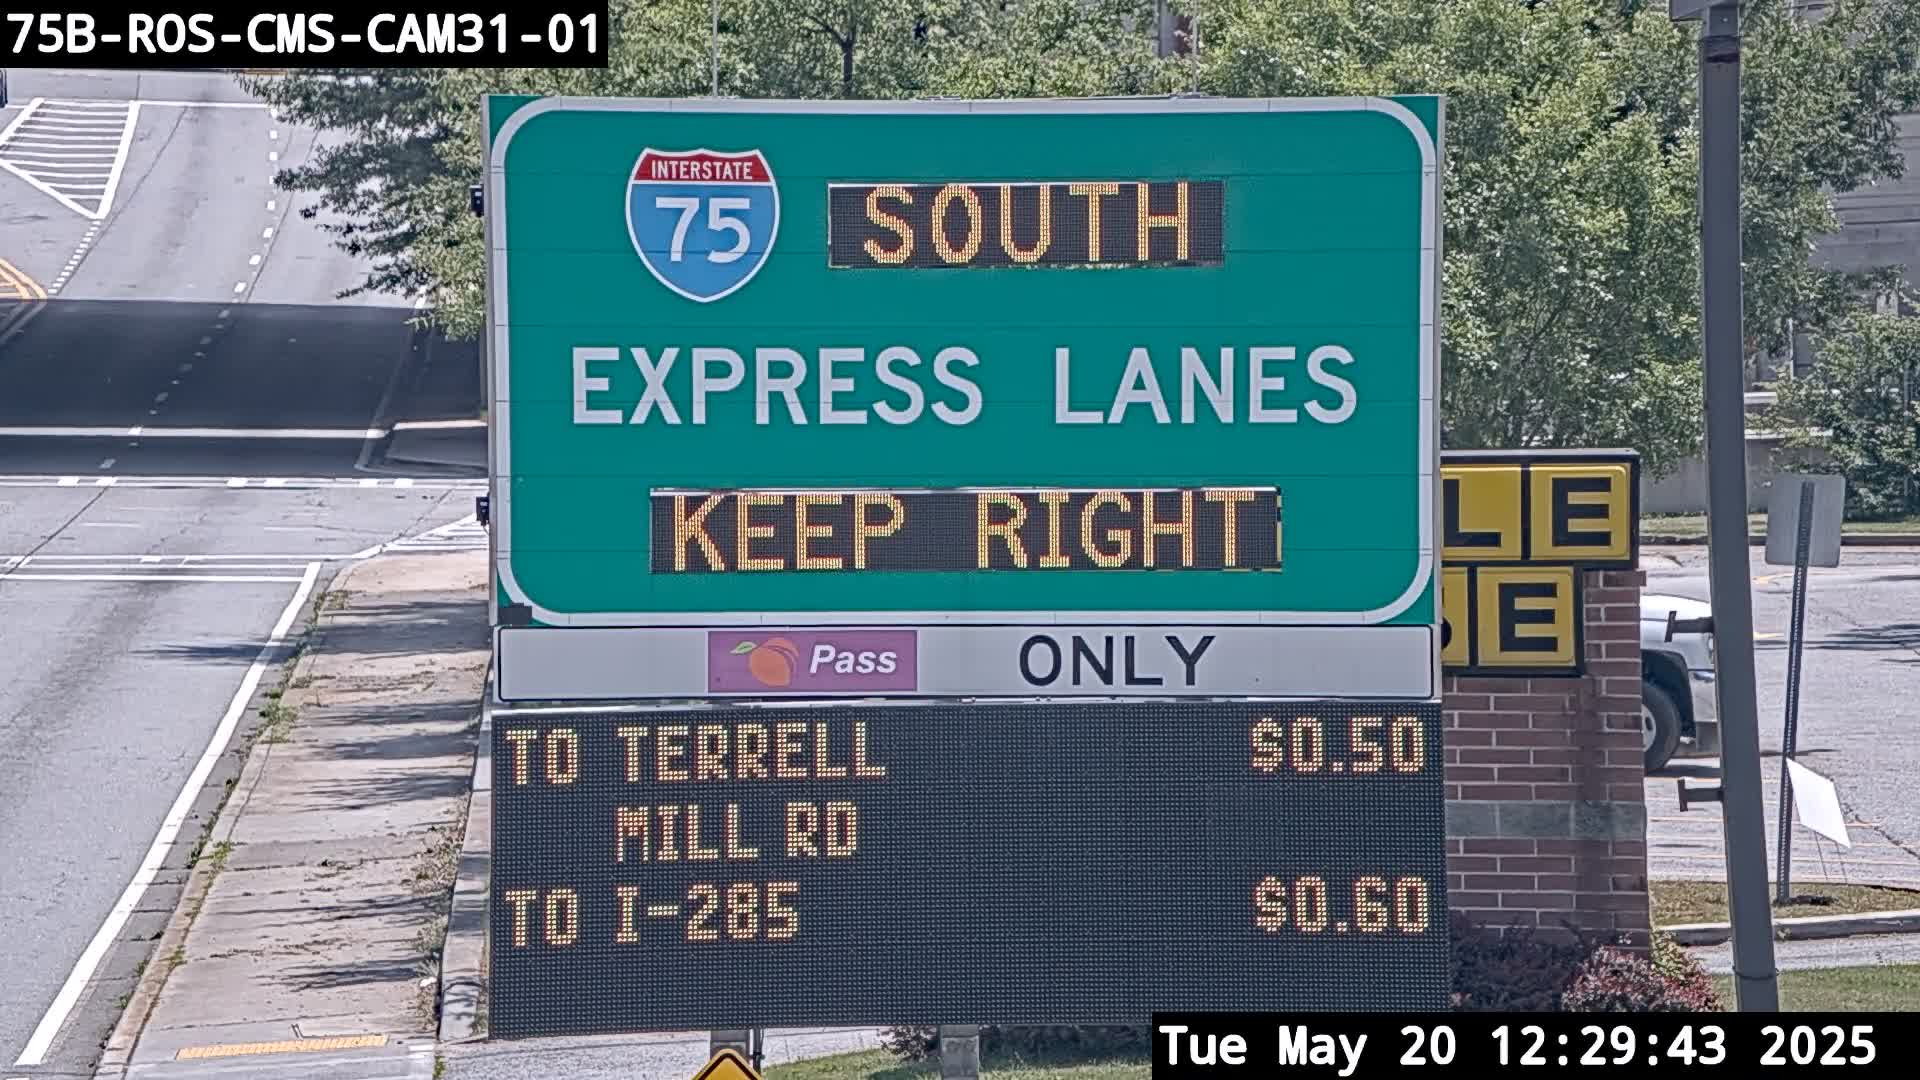 75B-ROS-CMS-CAM31-01
INTERSTATE
75
SOUTH
EXPRESS LANES
KEEP RIGHT
Pass ONLY
TO TERRELL $0.50
MILL RD
TO I-285 $0.60
LE
E
Tue May 20 12:29:43 2025